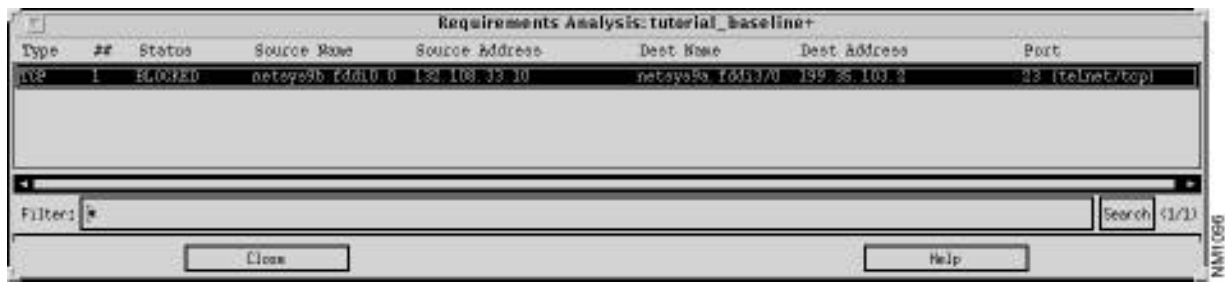 Requirements Analysis: tutorial_baseline+
Type ## Status Source Name Source Address Dest Name Dest Address Port
TCP 1 BLOCKED netsys9b fddi0.0 132.108.33.10 netsys9a fddi3/0 199.35.103.2 23 (telnet/tcp)
Filter: * Search (1/1)
Close Help
NM1096